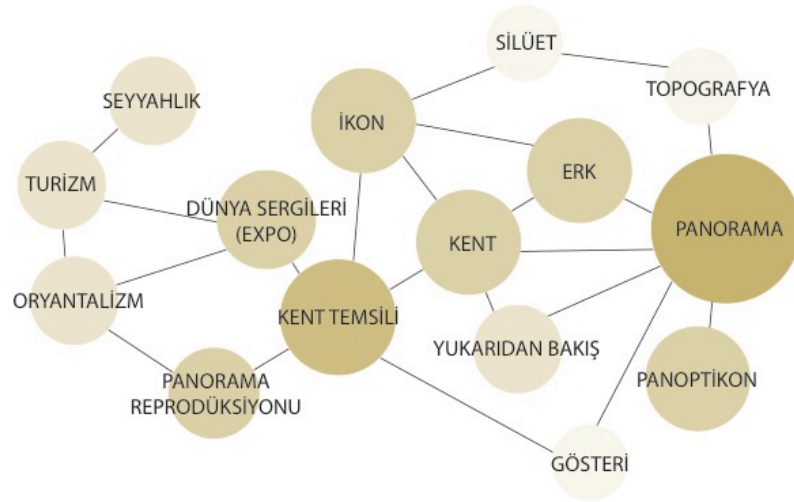 SİLÜET
TOPOGRAFYA
SEYYAHLIK
İKON
ERK
TURİZM
DÜNYA SERGİLERİ
(EXPO)
KENT
PANORAMA
ORYANTALİZM
KENT TEMSİLİ
YUKARIDAN BAKIŞ
PANORAMA
REPRODÜKSİYONU
PANOPTİKON
GÖSTERİ